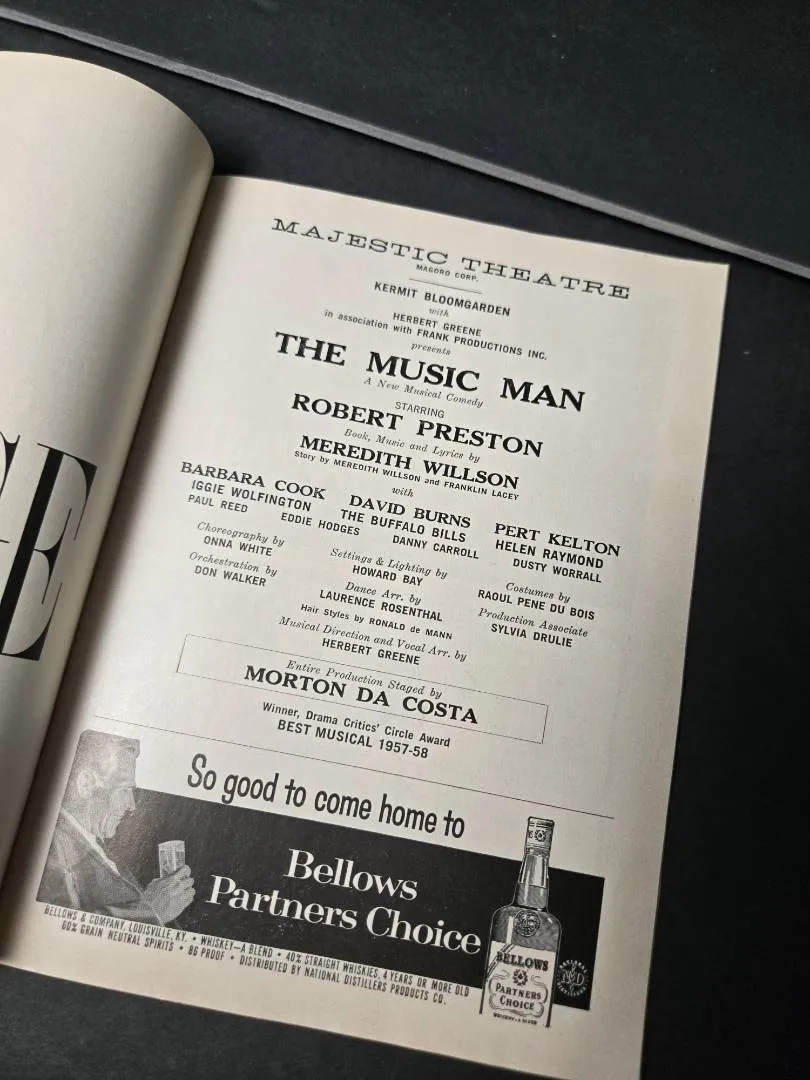 MAJESTIC THEATRE
MAGORO CORP.
KERMIT BLOOMGARDEN
with
HERBERT GREENE
in association with FRANK PRODUCTIONS INC.
presents
THE MUSIC MAN
A New Musical Comedy
STARRING
ROBERT PRESTON
Book, Music and Lyrics by
MEREDITH WILLSON
Story by MEREDITH WILLSON and FRANKLIN LACEY
with
BARBARA COOK DAVID BURNS PERT KELTON
IGGIE WOLFINGTON THE BUFFALO BILLS HELEN RAYMOND
PAUL REED EDDIE HODGES DANNY CARROLL DUSTY WORRALL
Choreography by
ONNA WHITE
Settings & Lighting by
HOWARD BAY
Costumes by
RAOUL PENE DU BOIS
Orchestration by
DON WALKER
Dance Arr. by
LAURENCE ROSENTHAL
Production Associate
SYLVIA DRULIE
Hair Styles by RONALD de MANN
Musical Direction and Vocal Arr. by
HERBERT GREENE
Entire Production Staged by
MORTON DA COSTA
Winner, Drama Critics' Circle Award
BEST MUSICAL 1957-58
So good to come home to
Bellows
Partners Choice
BELLOWS & COMPANY, LOUISVILLE, KY. • WHISKEY—A BLEND • 40% STRAIGHT WHISKIES, 4 YEARS OR MORE OLD
60% GRAIN NEUTRAL SPIRITS • 86 PROOF • DISTRIBUTED BY NATIONAL DISTILLERS PRODUCTS CO.
BELLOWS
PARTNERS
CHOICE
WHISKEY-A BLEND